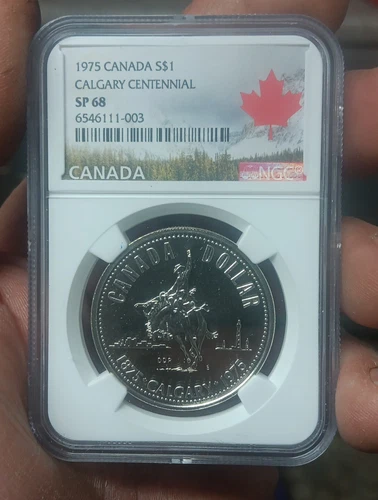 1975 CANADA S$1
CALGARY CENTENNIAL
SP 68
6546111-003
CANADA
NGC
CANADA DOLLAR
1875·CALGARY·1975